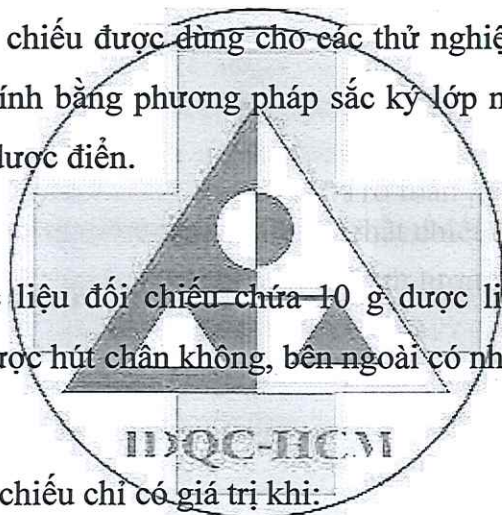 chiếu được dùng cho các thử nghiệ
ính bằng phương pháp sắc ký lớp n
dược điển.
liệu đối chiếu chứa 10 g dược li
ợc hút chân không, bên ngoài có nh
IDQC-HCM
chiếu chỉ có giá trị khi: